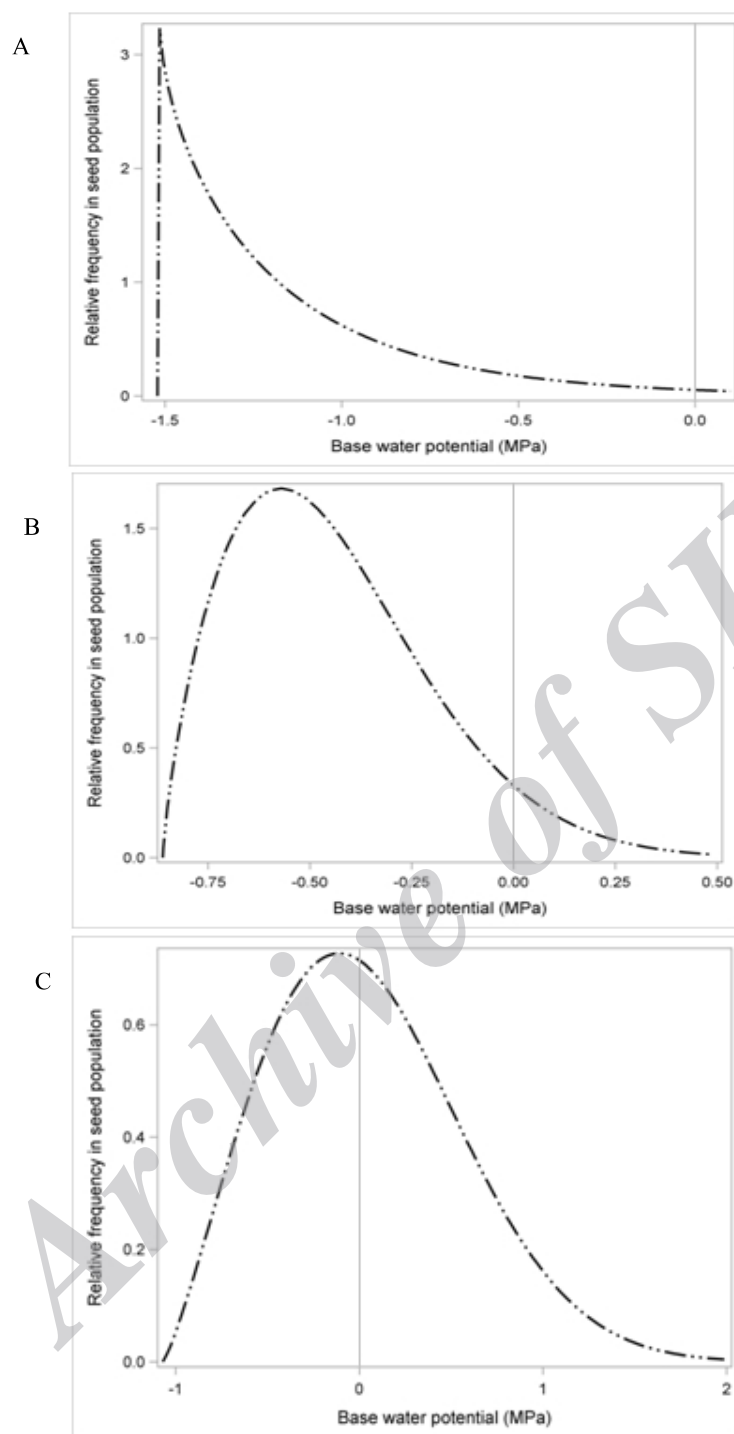 A
Relative frequency in seed population
3
2
1
0
-1.5 -1.0 -0.5 0.0
Base water potential (MPa)
B
Relative frequency in seed population
1.5
1.0
0.5
0.0
-0.75 -0.50 -0.25 0.00 0.25 0.50
Base water potential (MPa)
C
Relative frequency in seed population
0.6
0.4
0.2
0.0
-1 0 1 2
Base water potential (MPa)
Archive of